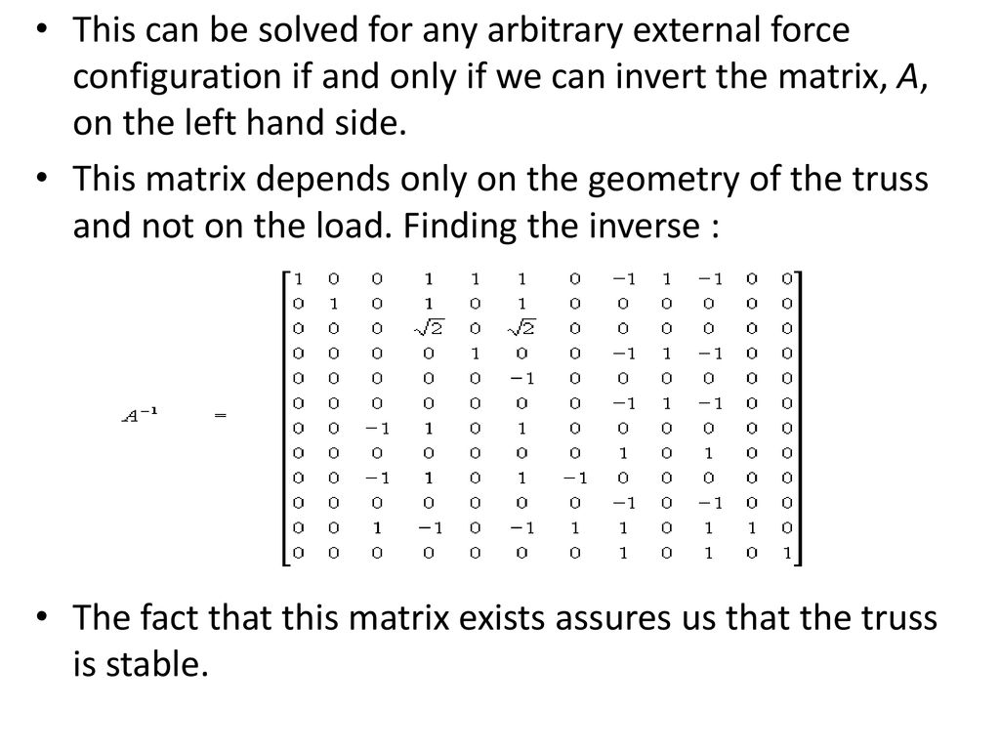 • This can be solved for any arbitrary external force
configuration if and only if we can invert the matrix, A,
on the left hand side.
• This matrix depends only on the geometry of the truss
and not on the load. Finding the inverse :
1 0 0 1 1 1 0 −1 1 −1 0 0
0 1 0 1 0 1 0 0 0 0 0 0
0 0 0 √2 0 √2 0 0 0 0 0 0
0 0 0 0 1 0 0 −1 1 −1 0 0
0 0 0 0 0 −1 0 0 0 0 0 0
A⁻¹ = 0 0 0 0 0 0 0 −1 1 −1 0 0
0 0 −1 1 0 1 0 0 0 0 0 0
0 0 0 0 0 0 0 1 0 1 0 0
0 0 −1 1 0 1 −1 0 0 0 0 0
0 0 0 0 0 0 0 −1 0 −1 0 0
0 0 1 −1 0 −1 1 1 0 1 1 0
0 0 0 0 0 0 0 1 0 1 0 1
• The fact that this matrix exists assures us that the truss
is stable.